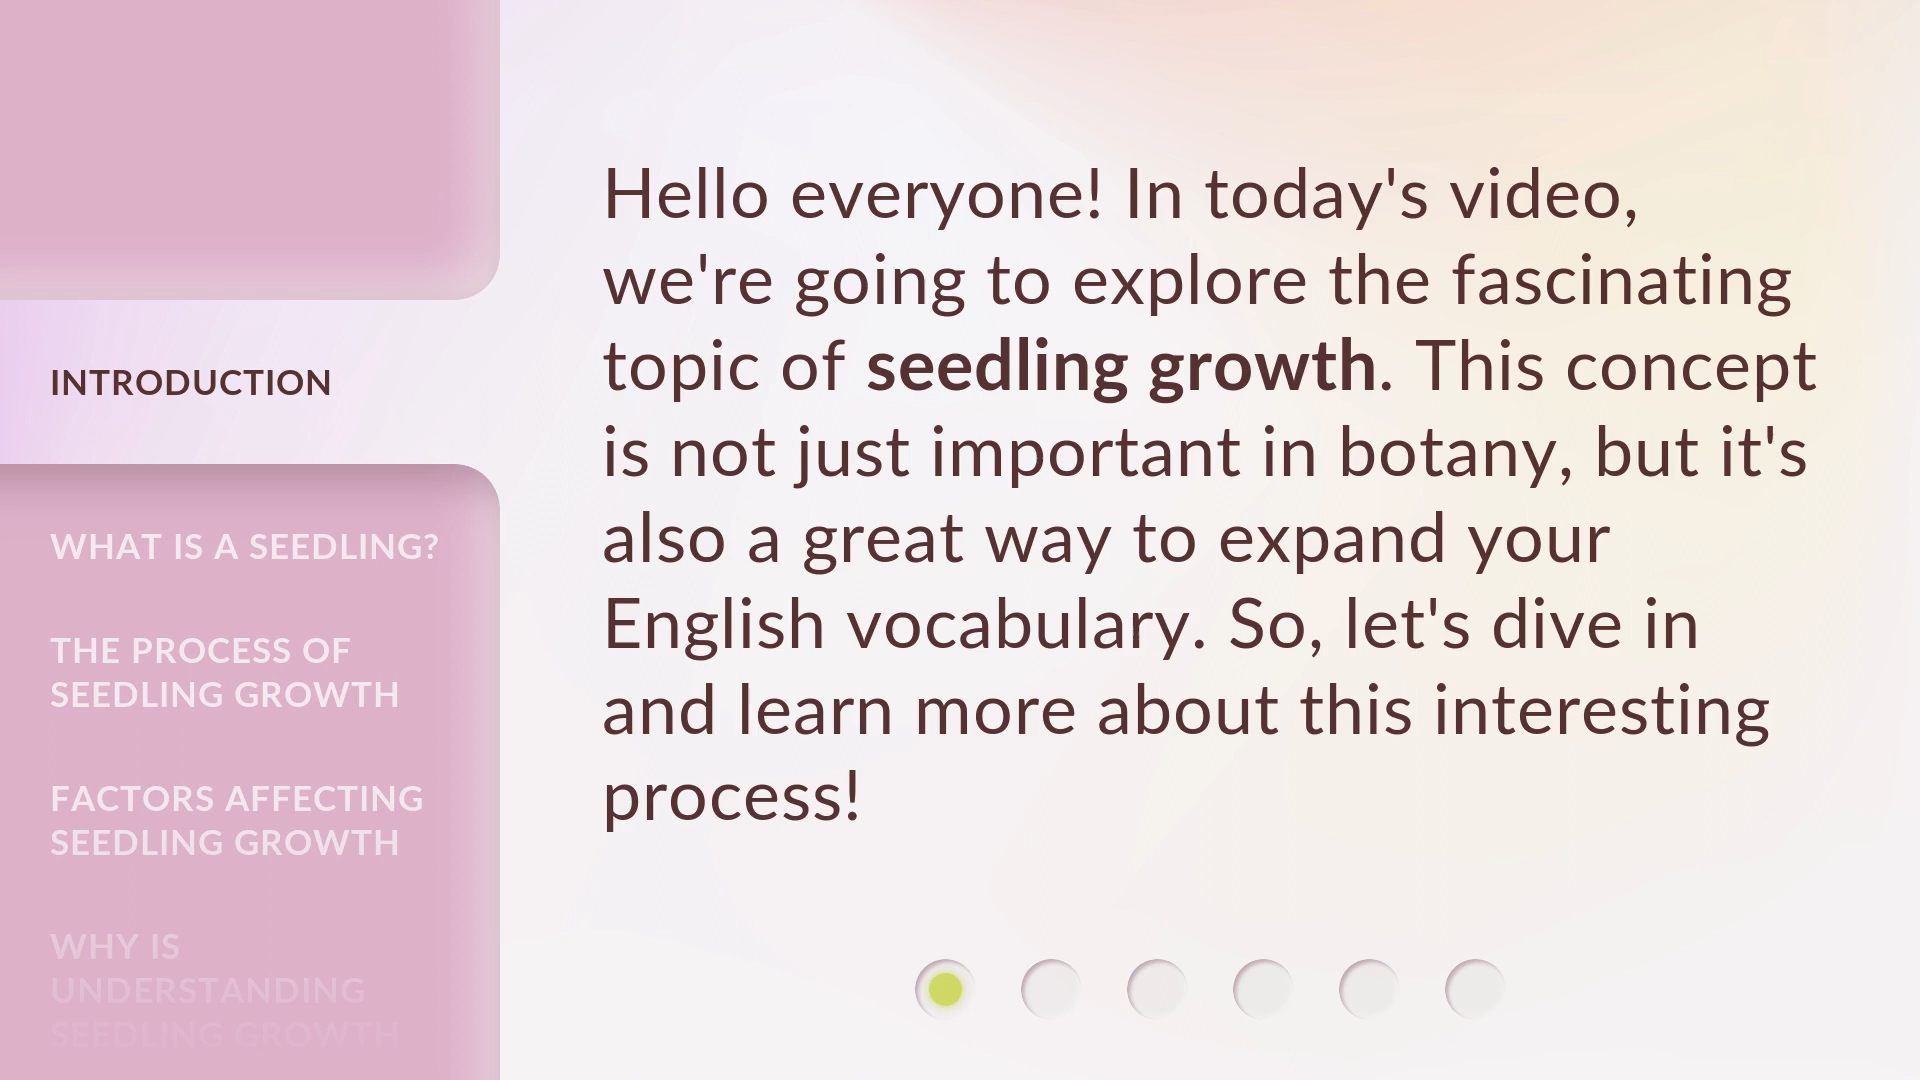 INTRODUCTION
WHAT IS A SEEDLING?
THE PROCESS OF
SEEDLING GROWTH
FACTORS AFFECTING
SEEDLING GROWTH
WHY IS
UNDERSTANDING
SEEDLING GROWTH
Hello everyone! In today's video,
we're going to explore the fascinating
topic of seedling growth. This concept
is not just important in botany, but it's
also a great way to expand your
English vocabulary. So, let's dive in
and learn more about this interesting
process!